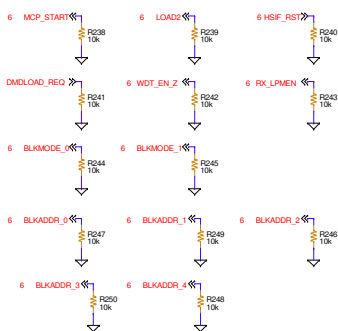 6 MCP_START R238 10k
6 LOAD2 R239 10k
6 HSIF_RST R240 10k
DMDLOAD_REQ R241 10k
6 WDT_EN_Z R242 10k
6 RX_LPMEN R243 10k
6 BLKMODE_0 R244 10k
6 BLKMODE_1 R245 10k
6 BLKADDR_0 R247 10k
6 BLKADDR_1 R249 10k
6 BLKADDR_2 R246 10k
6 BLKADDR_3 R250 10k
6 BLKADDR_4 R248 10k